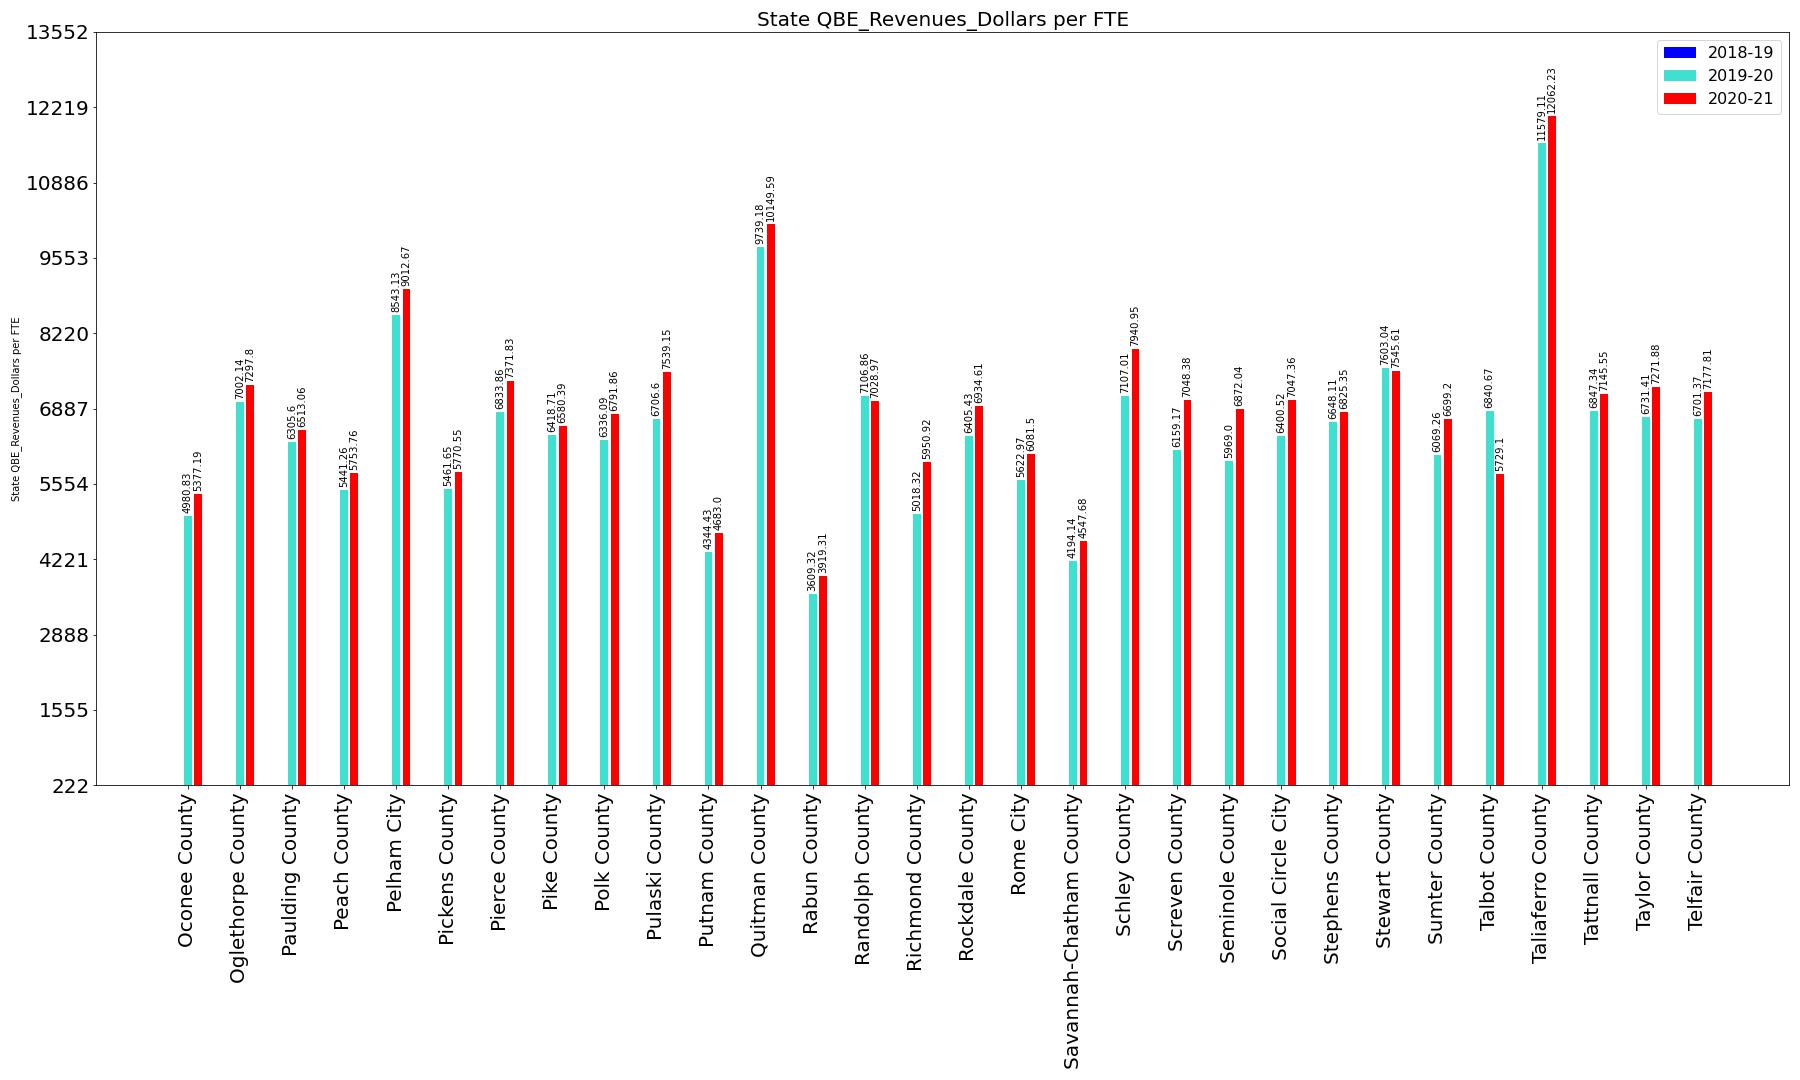 State QBE_Revenues_Dollars per FTE
2018-19
2019-20
2020-21
State QBE_Revenues_Dollars per FTE
13552
12219
10886
9553
8220
6887
5554
4221
2888
1555
222
4980.83
5377.19
7002.14
7297.8
6305.6
6513.06
5441.26
5753.76
8543.13
9012.67
5461.65
5770.55
6833.86
7371.83
6418.71
6580.39
6336.09
6791.86
6706.6
7539.15
4344.43
4683.0
9739.18
10149.59
3609.32
3919.31
7106.86
7028.97
5018.32
5950.92
6405.43
6934.61
5622.97
6081.5
4194.14
4547.68
7107.01
7940.95
6159.17
7048.38
5969.0
6872.04
6400.52
7047.36
6648.11
6825.35
7603.04
7545.61
6069.26
6699.2
6840.67
5729.1
11579.11
12062.23
6847.34
7145.55
6731.41
7271.88
6701.37
7177.81
Oconee County
Oglethorpe County
Paulding County
Peach County
Pelham City
Pickens County
Pierce County
Pike County
Polk County
Pulaski County
Putnam County
Quitman County
Rabun County
Randolph County
Richmond County
Rockdale County
Rome City
Savannah-Chatham County
Schley County
Screven County
Seminole County
Social Circle City
Stephens County
Stewart County
Sumter County
Talbot County
Taliaferro County
Tattnall County
Taylor County
Telfair County